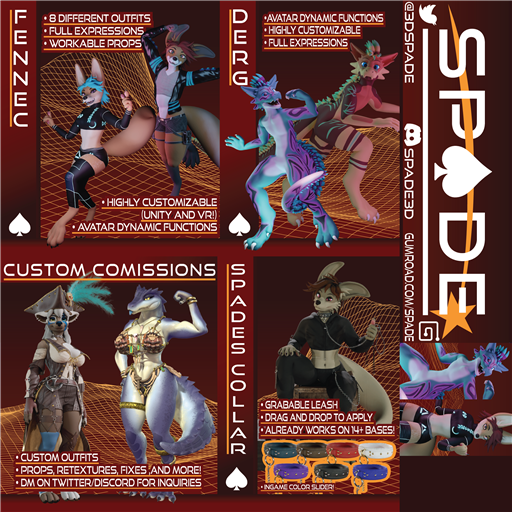 FENNEC
• 8 DIFFERENT OUTFITS
• FULL EXPRESSIONS
• WORKABLE PROPS
• HIGHLY CUSTOMIZABLE
(UNITY AND VR!)
• AVATAR DYNAMIC FUNCTIONS
DERG
•AVATAR DYNAMIC FUNCTIONS
•HIGHLY CUSTOMIZABLE
•FULL EXPRESSIONS
@3DSPADE
SPADE3D
GUMROAD.COM/SPADE
SPADE
CUSTOM COMISSIONS
• CUSTOM OUTFITS
• PROPS, RETEXTURES, FIXES ,AND MORE!
• DM ON TWITTER/DISCORD FOR INQUIRIES
SPADES COLLAR
• GRABABLE LEASH
• DRAG AND DROP TO APPLY
• ALREADY WORKS ON 14+ BASES!
• INGAME COLOR SLIDER!